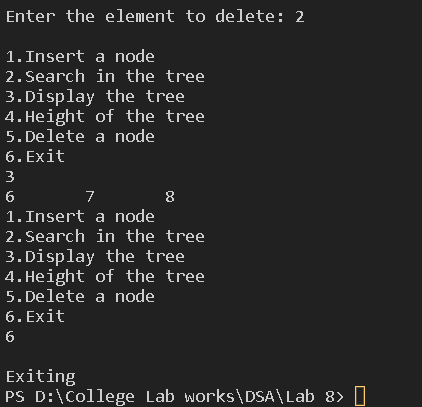 Enter the element to delete: 2
1.Insert a node
2.Search in the tree
3.Display the tree
4.Height of the tree
5.Delete a node
6.Exit
3
6       7       8
1.Insert a node
2.Search in the tree
3.Display the tree
4.Height of the tree
5.Delete a node
6.Exit
6
Exiting
PS D:\College Lab works\DSA\Lab 8>